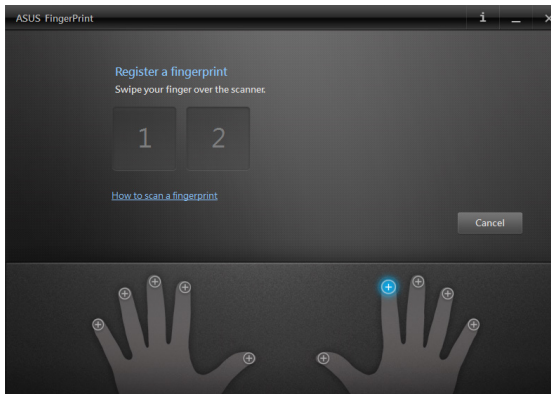 ASUS FingerPrint
Register a fingerprint
Swipe your finger over the scanner.
1 2
How to scan a fingerprint
Cancel